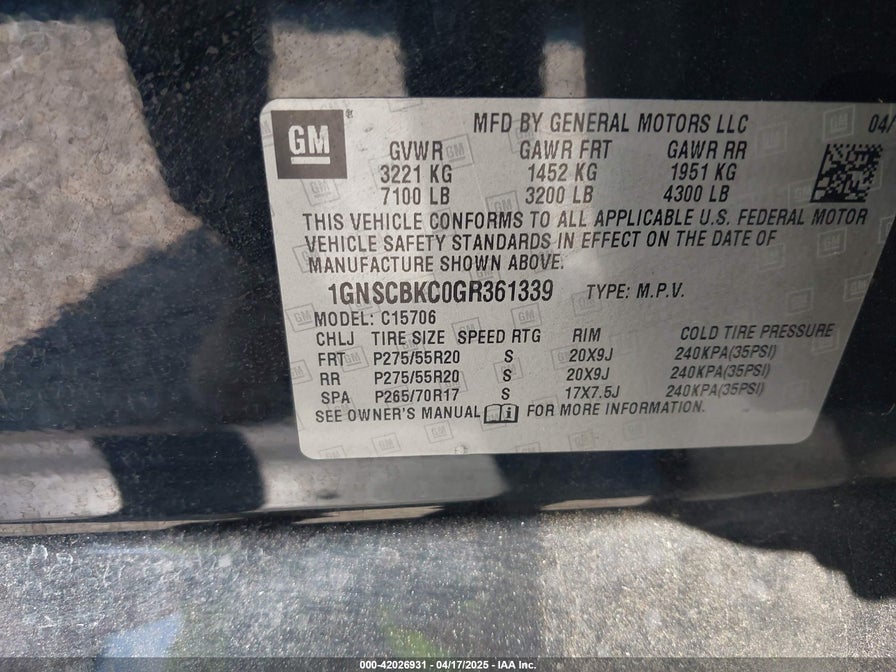 GM
MFD BY GENERAL MOTORS LLC 04/
GVWR GAWR FRT GAWR RR
3221 KG 1452 KG 1951 KG
7100 LB 3200 LB 4300 LB
THIS VEHICLE CONFORMS TO ALL APPLICABLE U.S. FEDERAL MOTOR
VEHICLE SAFETY STANDARDS IN EFFECT ON THE DATE OF
MANUFACTURE SHOWN ABOVE.
1GNSCBKC0GR361339 TYPE: M.P.V.
MODEL: C15706
CHLJ TIRE SIZE SPEED RTG RIM COLD TIRE PRESSURE
FRT P275/55R20 S 20X9J 240KPA(35PSI)
RR P275/55R20 S 20X9J 240KPA(35PSI)
SPA P265/70R17 S 17X7.5J 240KPA(35PSI)
SEE OWNER'S MANUAL FOR MORE INFORMATION.
000-42026931 - 04/17/2025 - IAA Inc.